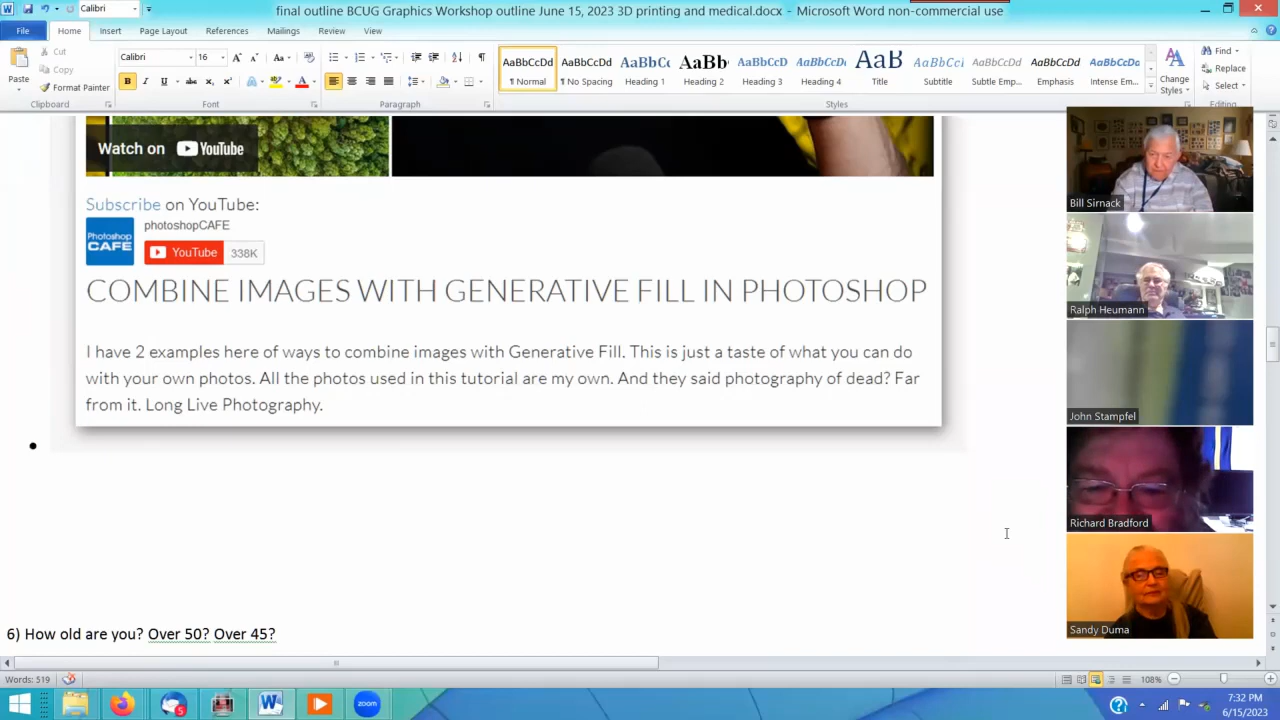 Calibri
final outline BCUG Graphics Workshop outline June 15, 2023 3D printing and medical.docx - Microsoft Word non-commercial use
File Home Insert Page Layout References Mailings Review View
Paste
Cut
Copy
Format Painter
Calibri 16
AaBbCcDd AaBbCcDd AaBbCc AaBb AaBbCcDd AaBbCcDd AaB AaBbCcI AaBbCcDd AaBbCcDd AaBbCcDd
¶ Normal ¶ No Spacing Heading 1 Heading 2 Heading 3 Heading 4 Title Subtitle Subtle Emp... Emphasis Intense Em...
Change Styles
Find
Replace
Select
Clipboard Font Paragraph Styles Editing
Watch on YouTube
Subscribe on YouTube:
Photoshop CAFE
photoshopCAFE
YouTube 338K
COMBINE IMAGES WITH GENERATIVE FILL IN PHOTOSHOP
I have 2 examples here of ways to combine images with Generative Fill. This is just a taste of what you can do
with your own photos. All the photos used in this tutorial are my own. And they said photography of dead? Far
from it. Long Live Photography.
6) How old are you? Over 50? Over 45?
Bill Sirnack
Ralph Heumann
John Stampfel
Richard Bradford
Sandy Duma
Words: 519
108%
5
zoom
7:32 PM
6/15/2023